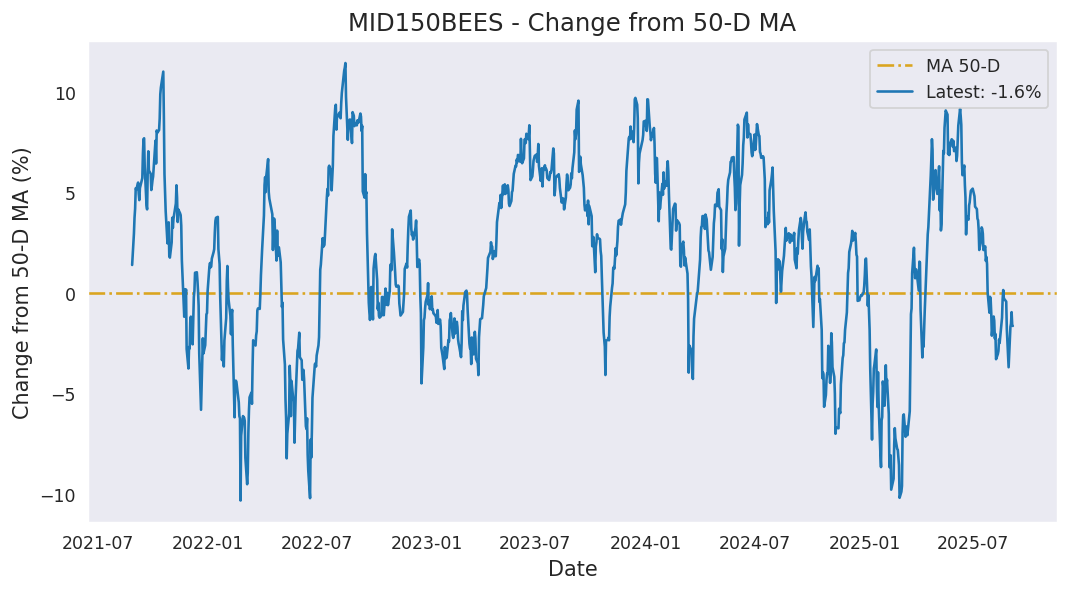 MID150BEES - Change from 50-D MA
MA 50-D
Latest: -1.6%
Change from 50-D MA (%)
10
5
0
−5
−10
2021-07
2022-01
2022-07
2023-01
2023-07
2024-01
2024-07
2025-01
2025-07
Date